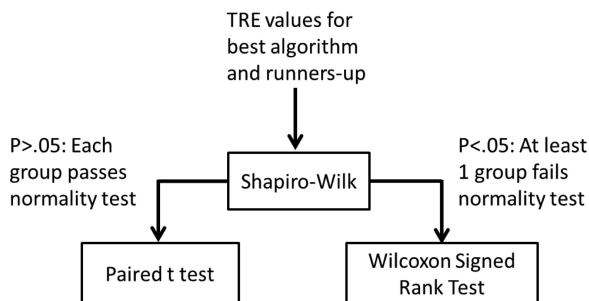 TRE values for
best algorithm
and runners-up
P>.05: Each
group passes
normality test
P<.05: At least
1 group fails
normality test
Shapiro-Wilk
Paired t test
Wilcoxon Signed
Rank Test